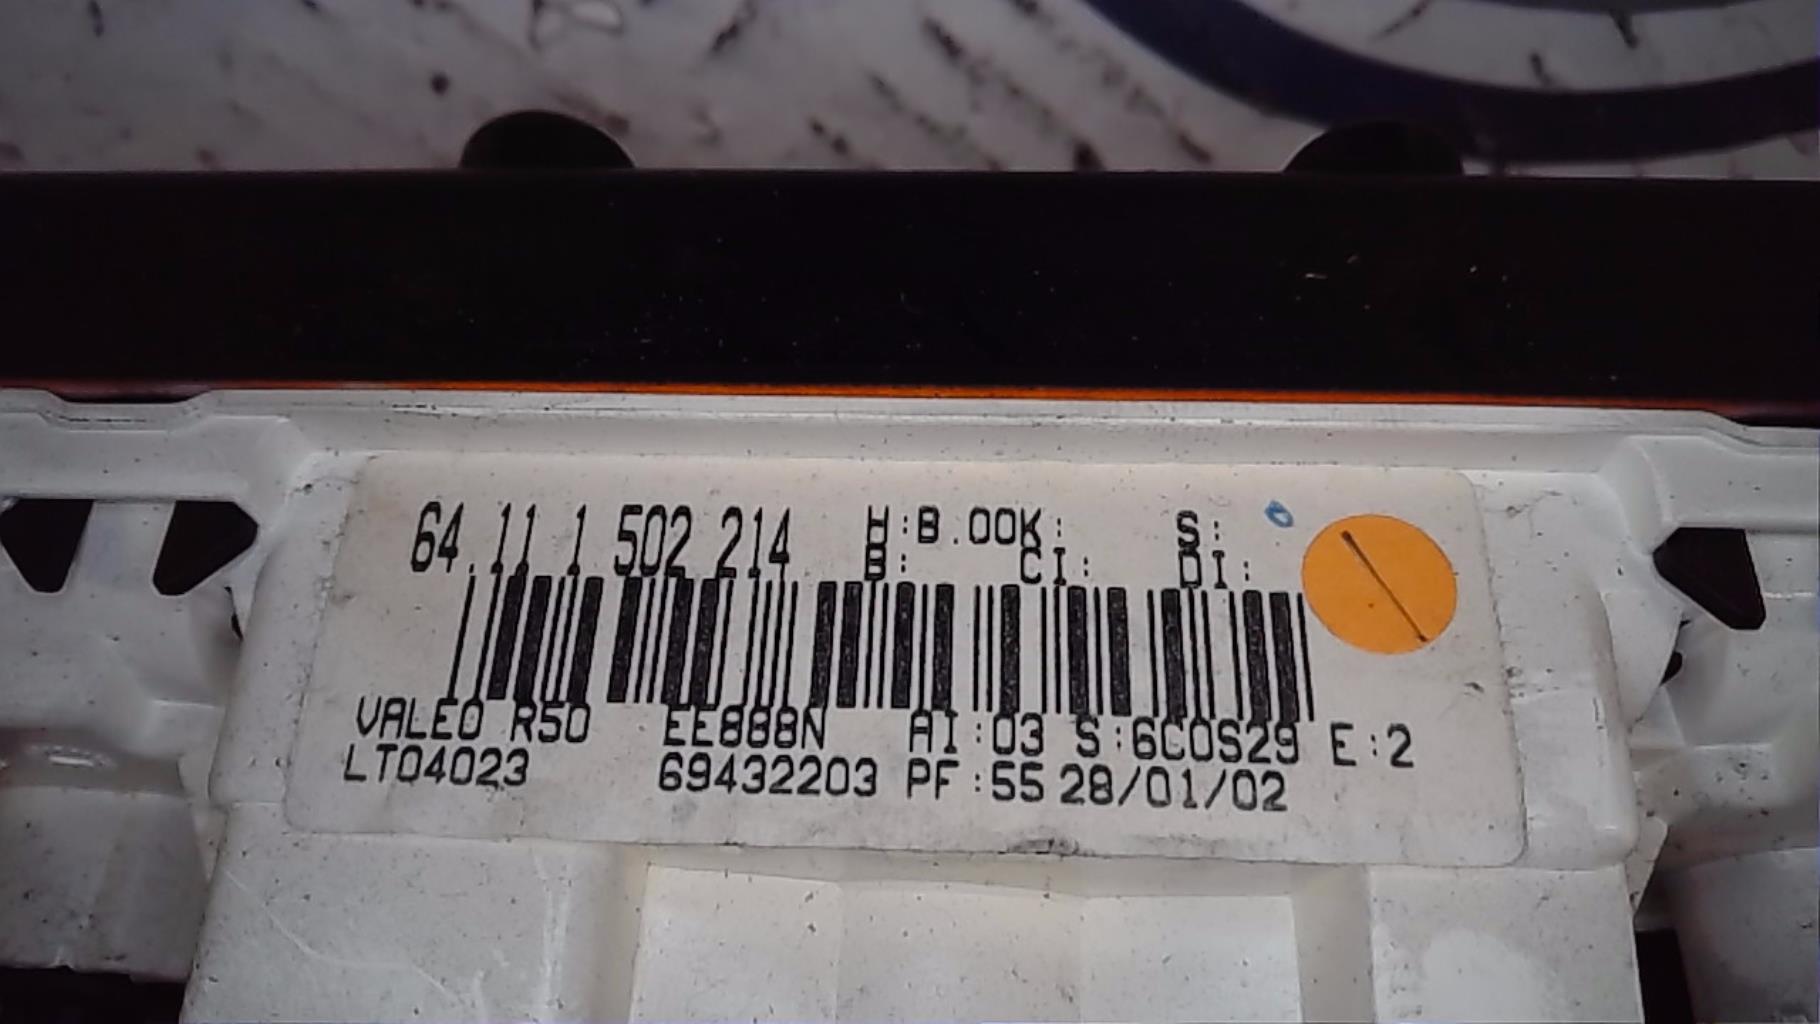 64.11 1 502 214 H:B.00K: S:
B: CI: DI:
VALEO R50 EE888N AI:03 S:6C0S29 E:2
LT04023 69432203 PF:55 28/01/02